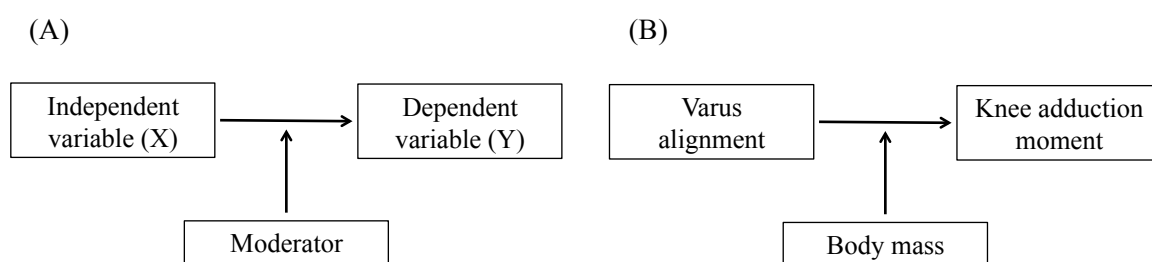 (A)
Independent
variable (X)
Dependent
variable (Y)
Moderator
(B)
Varus
alignment
Knee adduction
moment
Body mass